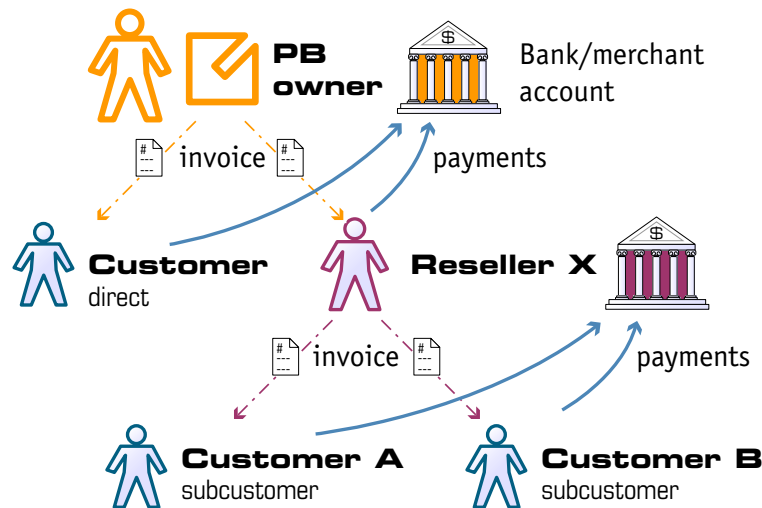 PB
owner
$
Bank/merchant
account
#
---
---
invoice
#
---
---
payments
Customer
direct
Reseller X
$
#
---
---
invoice
#
---
---
payments
Customer A
subcustomer
Customer B
subcustomer